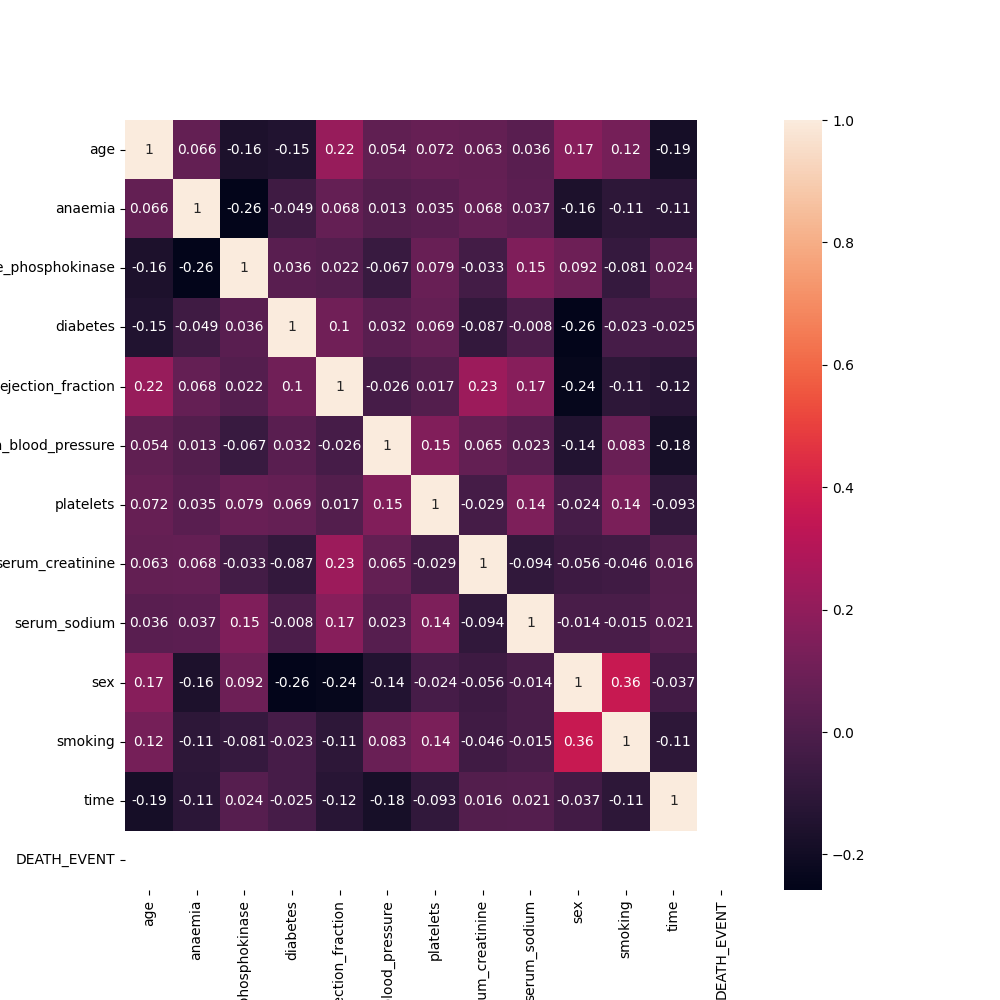 1.0
age 1 0.066 -0.16 -0.15 0.22 0.054 0.072 0.063 0.036 0.17 0.12 -0.19
anaemia 0.066 1 -0.26 -0.049 0.068 0.013 0.035 0.068 0.037 -0.16 -0.11 -0.11
0.8
e_phosphokinase -0.16 -0.26 1 0.036 0.022 -0.067 0.079 -0.033 0.15 0.092 -0.081 0.024
diabetes -0.15 -0.049 0.036 1 0.1 0.032 0.069 -0.087 -0.008 -0.26 -0.023 -0.025
0.6
ejection_fraction 0.22 0.068 0.022 0.1 1 -0.026 0.017 0.23 0.17 -0.24 -0.11 -0.12
h_blood_pressure 0.054 0.013 -0.067 0.032 -0.026 1 0.15 0.065 0.023 -0.14 0.083 -0.18
0.4
platelets 0.072 0.035 0.079 0.069 0.017 0.15 1 -0.029 0.14 -0.024 0.14 -0.093
serum_creatinine 0.063 0.068 -0.033 -0.087 0.23 0.065 -0.029 1 -0.094 -0.056 -0.046 0.016
0.2
serum_sodium 0.036 0.037 0.15 -0.008 0.17 0.023 0.14 -0.094 1 -0.014 -0.015 0.021
sex 0.17 -0.16 0.092 -0.26 -0.24 -0.14 -0.024 -0.056 -0.014 1 0.36 -0.037
0.0
smoking 0.12 -0.11 -0.081 -0.023 -0.11 0.083 0.14 -0.046 -0.015 0.36 1 -0.11
time -0.19 -0.11 0.024 -0.025 -0.12 -0.18 -0.093 0.016 0.021 -0.037 -0.11 1
−0.2
DEATH_EVENT
age
anaemia
phosphokinase
diabetes
ection_fraction
lood_pressure
platelets
um_creatinine
serum_sodium
sex
smoking
time
DEATH_EVENT